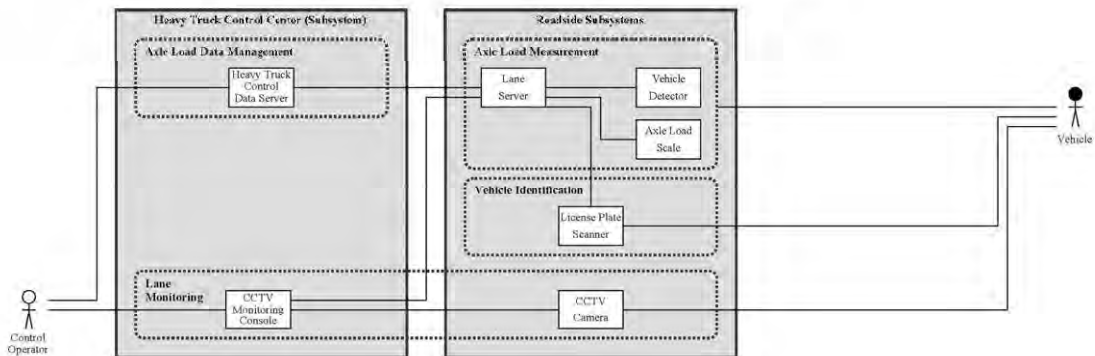 Heavy Truck Control Center (Subsystem)
Roadside Subsystems
Axle Load Data Management
Heavy Truck
Control
Data Server
Axle Load Measurement
Lane
Server
Vehicle
Detector
Axle Load
Scale
Vehicle
Vehicle Identification
License Plate
Scanner
Lane
Monitoring
CCTV
Monitoring
Console
CCTV
Camera
Control
Operator